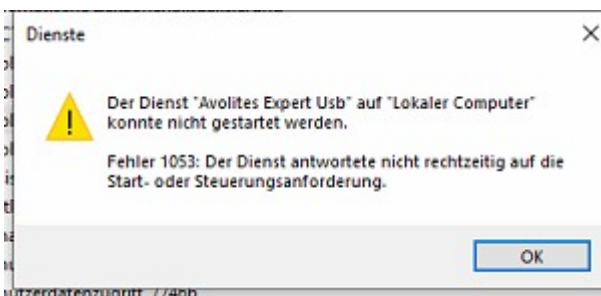 Dienste
Der Dienst "Avolites Expert Usb" auf "Lokaler Computer"
konnte nicht gestartet werden.
Fehler 1053: Der Dienst antwortete nicht rechtzeitig auf die
Start- oder Steuerungsanforderung.
OK